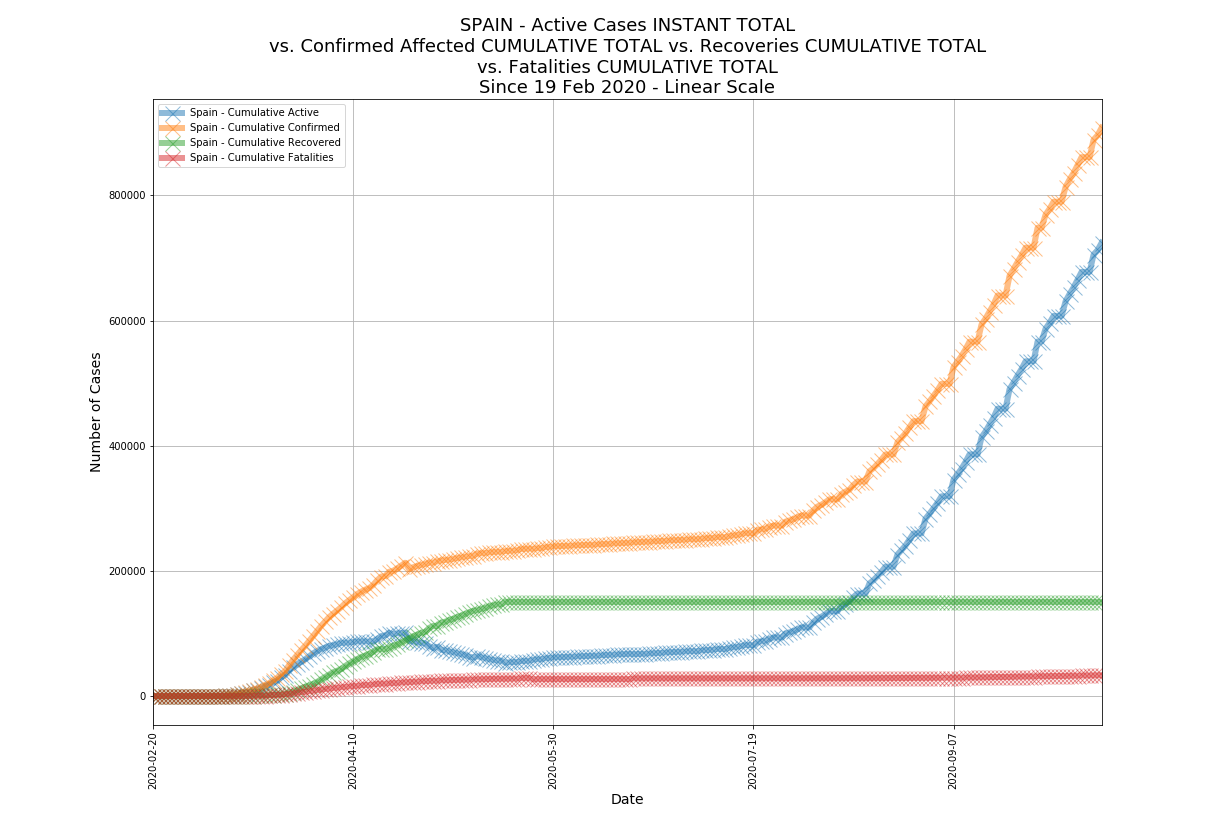 SPAIN - Active Cases INSTANT TOTAL
vs. Confirmed Affected CUMULATIVE TOTAL vs. Recoveries CUMULATIVE TOTAL
vs. Fatalities CUMULATIVE TOTAL
Since 19 Feb 2020 - Linear Scale
Spain - Cumulative Active
Spain - Cumulative Confirmed
Spain - Cumulative Recovered
Spain - Cumulative Fatalities
Number of Cases
800000
600000
400000
200000
0
2020-02-20
2020-04-10
2020-05-30
2020-07-19
2020-09-07
Date